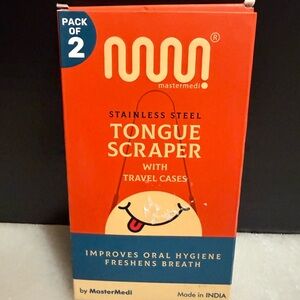 PACK
OF
2
®
mastermedi
STAINLESS STEEL
TONGUE
SCRAPER
WITH
TRAVEL CASES
IMPROVES ORAL HYGIENE
FRESHENS BREATH
by MasterMedi
Made in INDIA